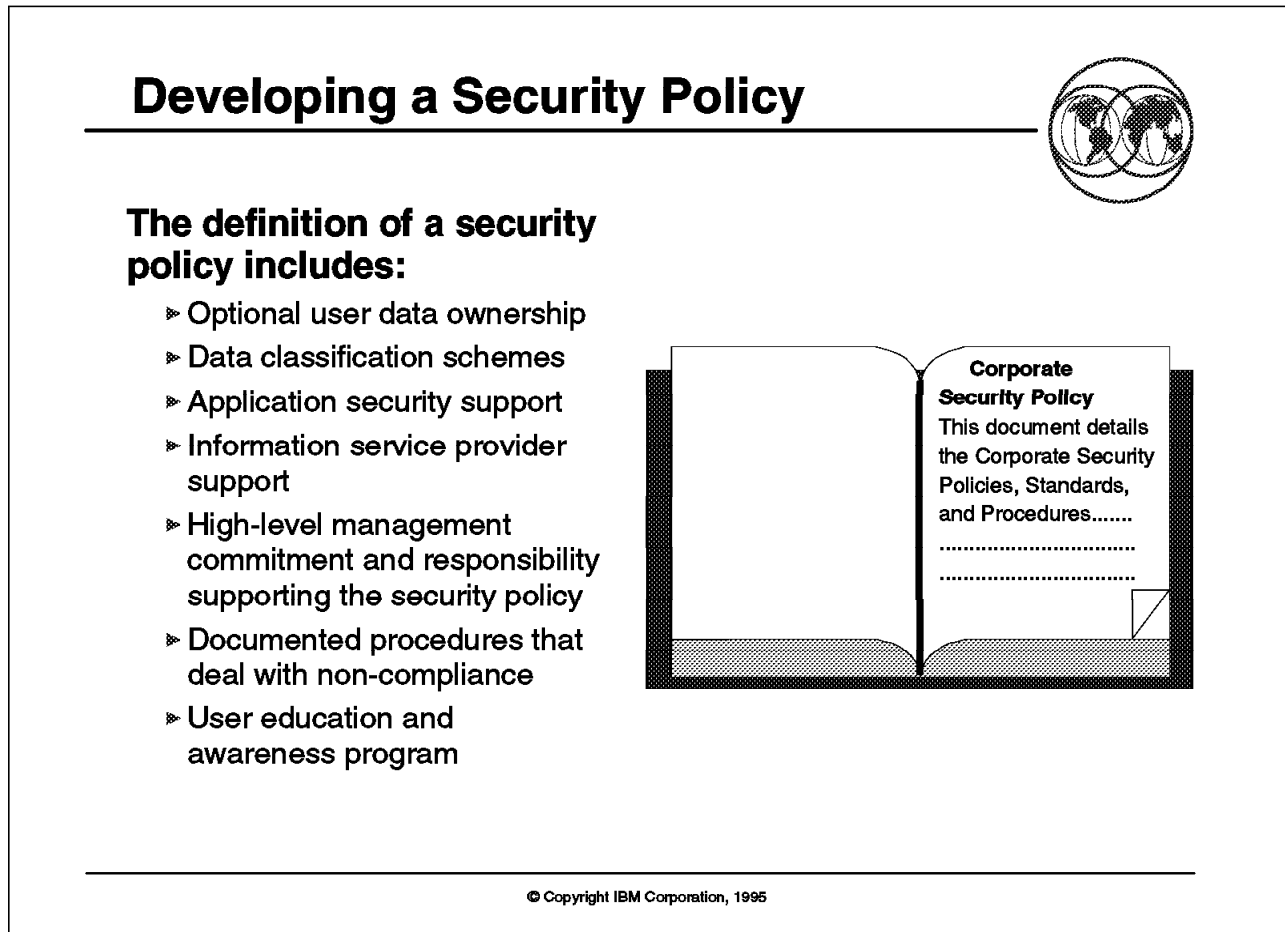 Developing a Security Policy
The definition of a security
policy includes:
Optional user data ownership
Data classification schemes
Application security support
Information service provider
support
High-level management
commitment and responsibility
supporting the security policy
Documented procedures that
deal with non-compliance
User education and
awareness program
Corporate
Security Policy
This document details
the Corporate Security
Policies, Standards,
and Procedures.......
..................................
..................................
© Copyright IBM Corporation, 1995